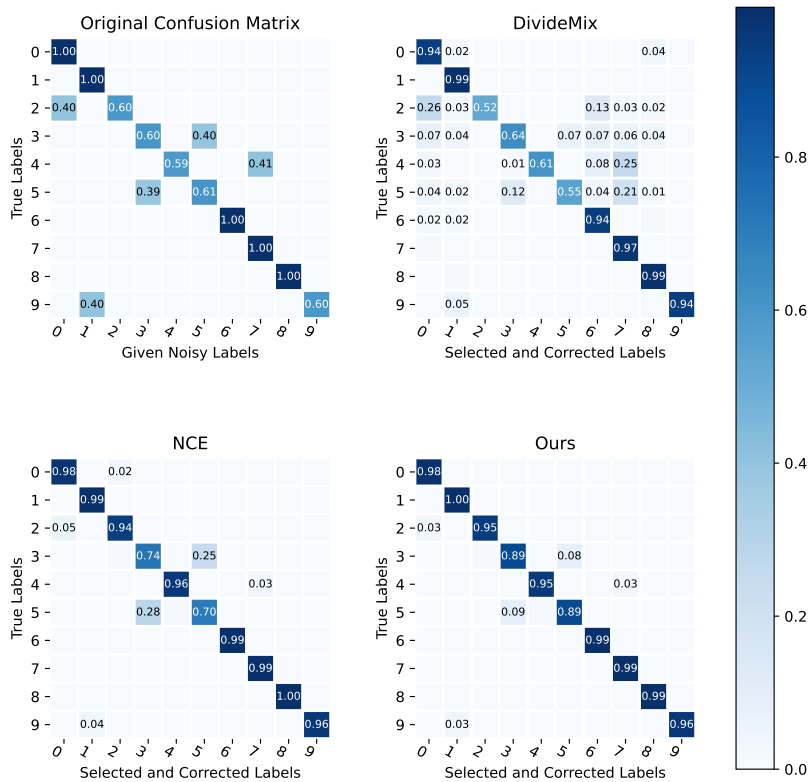 Original Confusion Matrix
0 1.00
1 1.00
2 0.40 0.60
3 0.60 0.40
4 0.59 0.41
5 0.39 0.61
6 1.00
7 1.00
8 1.00
9 0.40 0.60
0 1 2 3 4 5 6 7 8 9
True Labels
Given Noisy Labels
DivideMix
0 0.94 0.02 0.04
1 0.99
2 0.26 0.03 0.52 0.13 0.03 0.02
3 0.07 0.04 0.64 0.07 0.07 0.06 0.04
4 0.03 0.01 0.61 0.08 0.25
5 0.04 0.02 0.12 0.55 0.04 0.21 0.01
6 0.02 0.02 0.94
7 0.97
8 0.99
9 0.05 0.94
0 1 2 3 4 5 6 7 8 9
True Labels
Selected and Corrected Labels
NCE
0 0.98 0.02
1 0.99
2 0.05 0.94
3 0.74 0.25
4 0.96 0.03
5 0.28 0.70
6 0.99
7 0.99
8 1.00
9 0.04 0.96
0 1 2 3 4 5 6 7 8 9
True Labels
Selected and Corrected Labels
Ours
0 0.98
1 1.00
2 0.03 0.95
3 0.89 0.08
4 0.95 0.03
5 0.09 0.89
6 0.99
7 0.99
8 0.99
9 0.03 0.96
0 1 2 3 4 5 6 7 8 9
True Labels
Selected and Corrected Labels
0.8
0.6
0.4
0.2
0.0